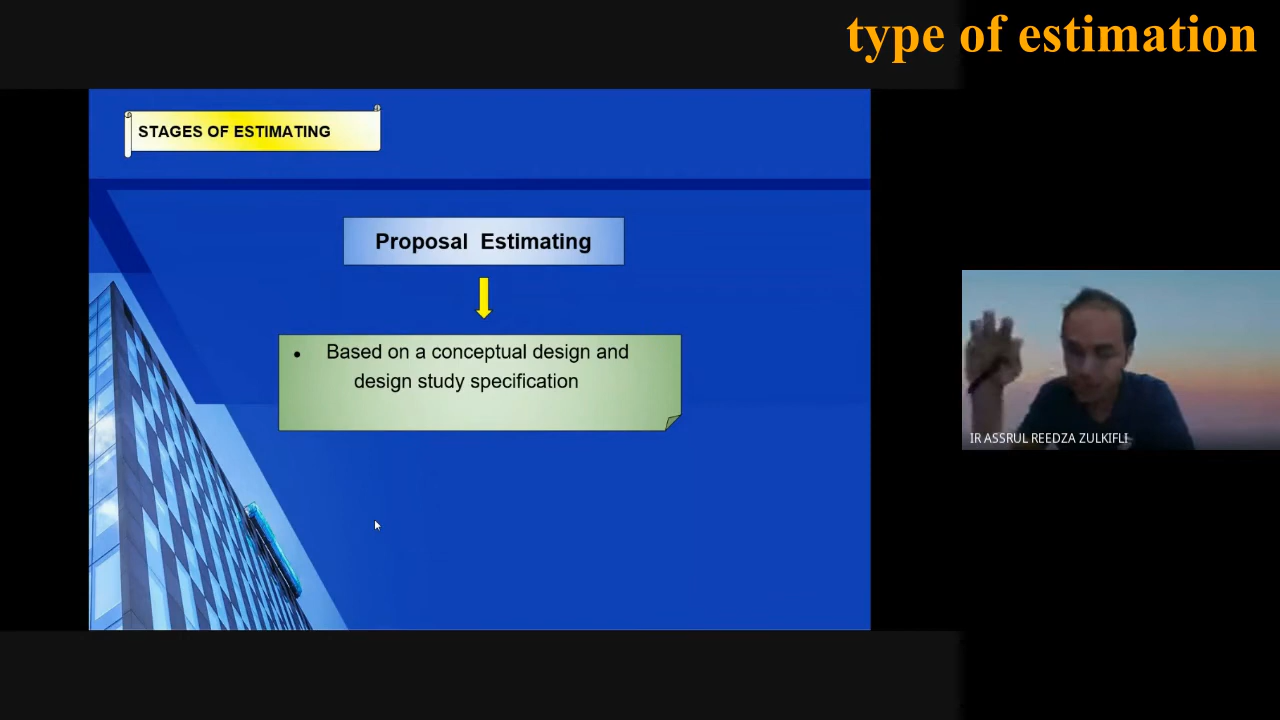 type of estimation
STAGES OF ESTIMATING
Proposal Estimating
• Based on a conceptual design and
design study specification
IR ASSRUL REEDZA ZULKIFLI